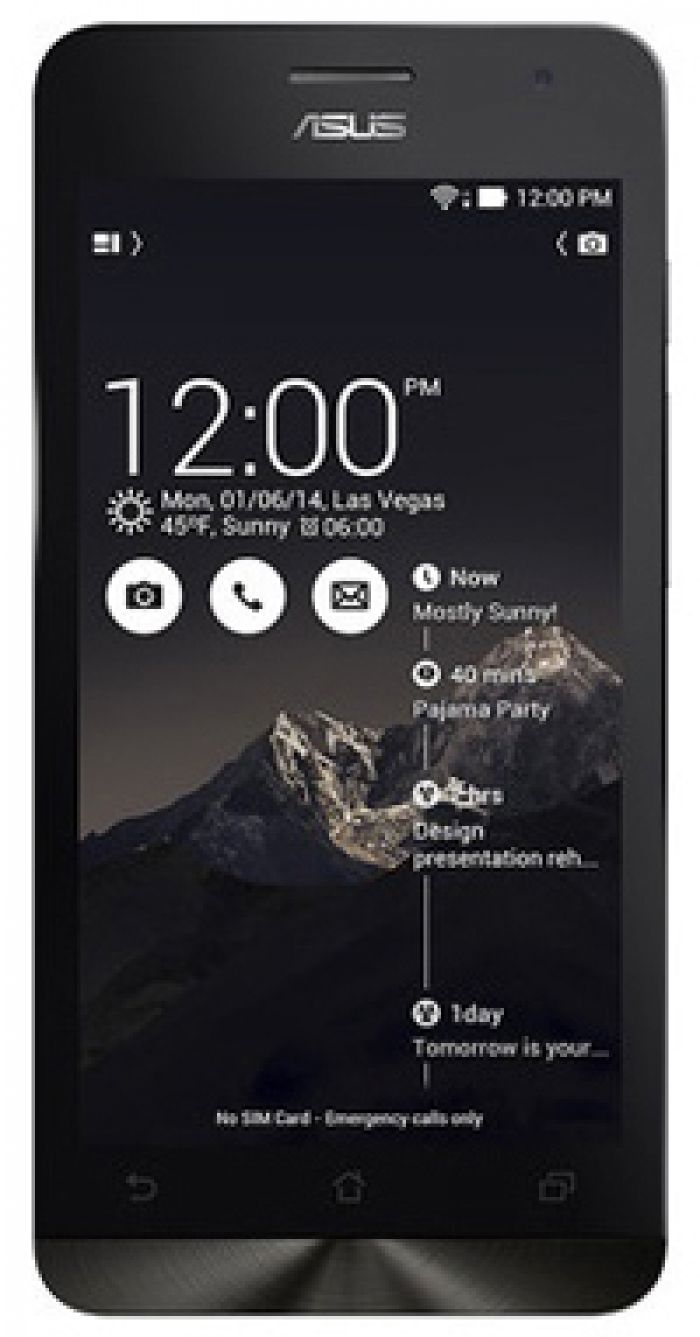 ASUS
12:00 PM
12:00 PM
Mon, 01/06/14, Las Vegas
45°F, Sunny 06:00
Now
Mostly Sunny!
40 mins
Pajama Party
hrs
Design
presentation reh...
1day
Tomorrow is your...
No SIM Card - Emergency calls only